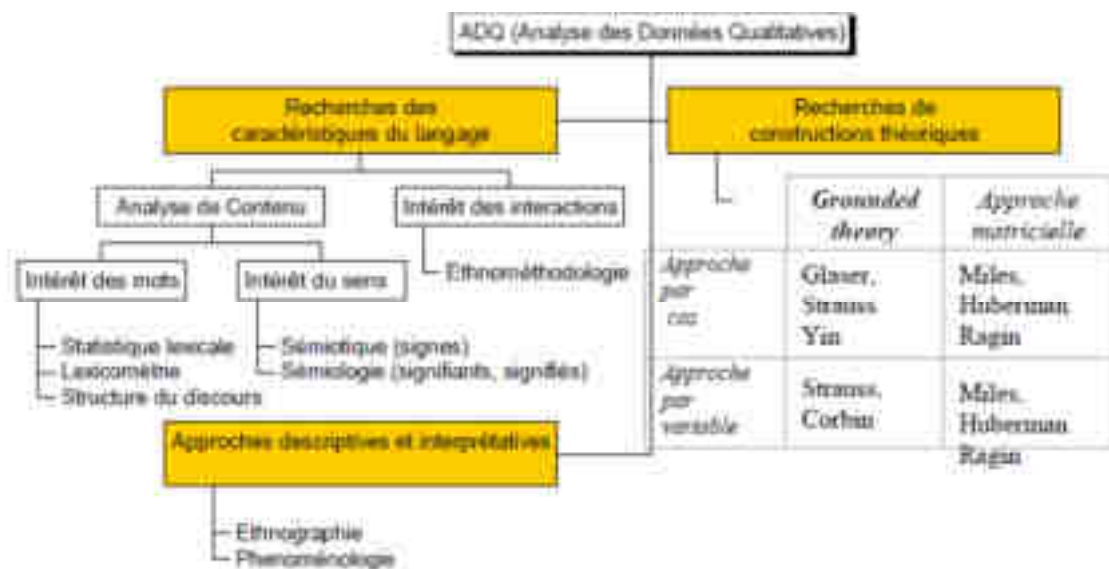 ADQ (Analyse des Données Qualitatives)
Recherches des
caractéristiques du langage
Recherches de
constructions théoriques
Analyse de Contenu
Intérêt des interactions
Intérêt des mots
Intérêt du sens
Ethnométhodologie
Statistique lexicale
Lexicométrie
Structure du discours
Sémiotique (signes)
Sémiologie (signifiants, signifiés)
Grounded
theory
Approche
matricielle
Approche
par
cas
Glaser,
Strauss
Yin
Miles,
Huberman
Ragin
Approche
par
variable
Strauss,
Corbin
Miles,
Huberman
Ragin
Approches descriptives et interprétatives
Ethnographie
Phenoménologie